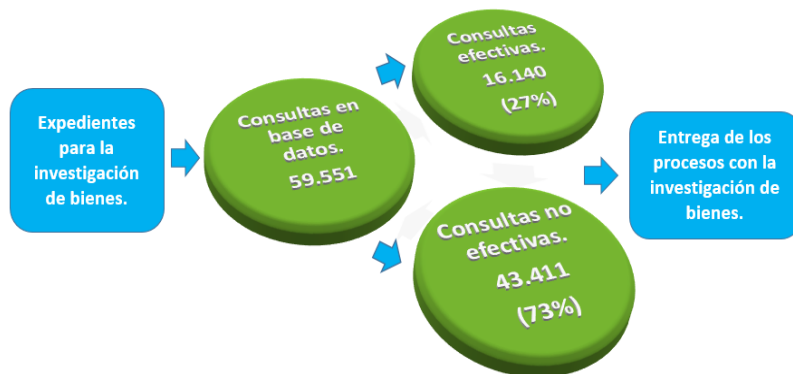 Expedientes
para la
investigación
de bienes.
Consultas en
base de
datos.
59.551
Consultas
efectivas.
16.140
(27%)
Consultas no
efectivas.
43.411
(73%)
Entrega de los
procesos con la
investigación de
bienes.